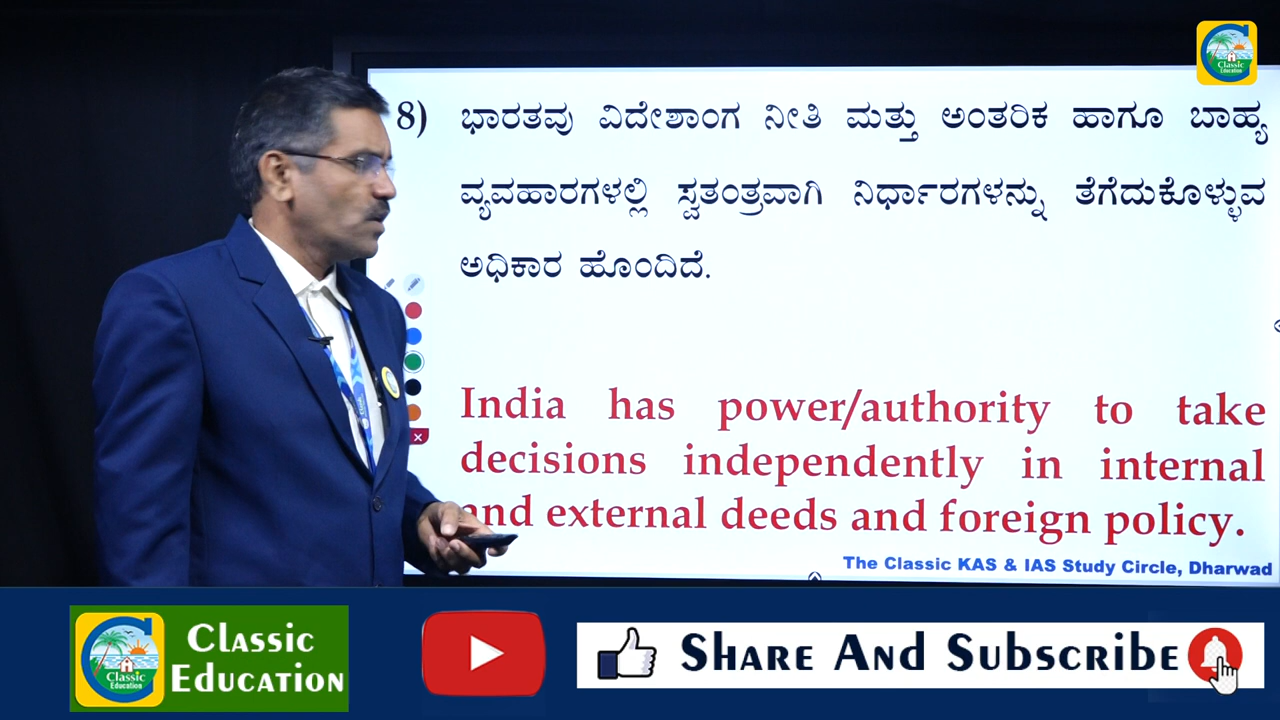 Classic
Education
8) ಭಾರತವು ವಿದೇಶಾಂಗ ನೀತಿ ಮತ್ತು ಅಂತರಿಕ ಹಾಗೂ ಬಾಹ್ಯ
ವ್ಯವಹಾರಗಳಲ್ಲಿ ಸ್ವತಂತ್ರವಾಗಿ ನಿರ್ಧಾರಗಳನ್ನು ತೆಗೆದುಕೊಳ್ಳುವ
ಅಧಿಕಾರ ಹೊಂದಿದೆ.
India has power/authority to take
decisions independently in internal
and external deeds and foreign policy.
The Classic KAS & IAS Study Circle, Dharwad
Classic
Education
Classic
Education
Share And Subscribe